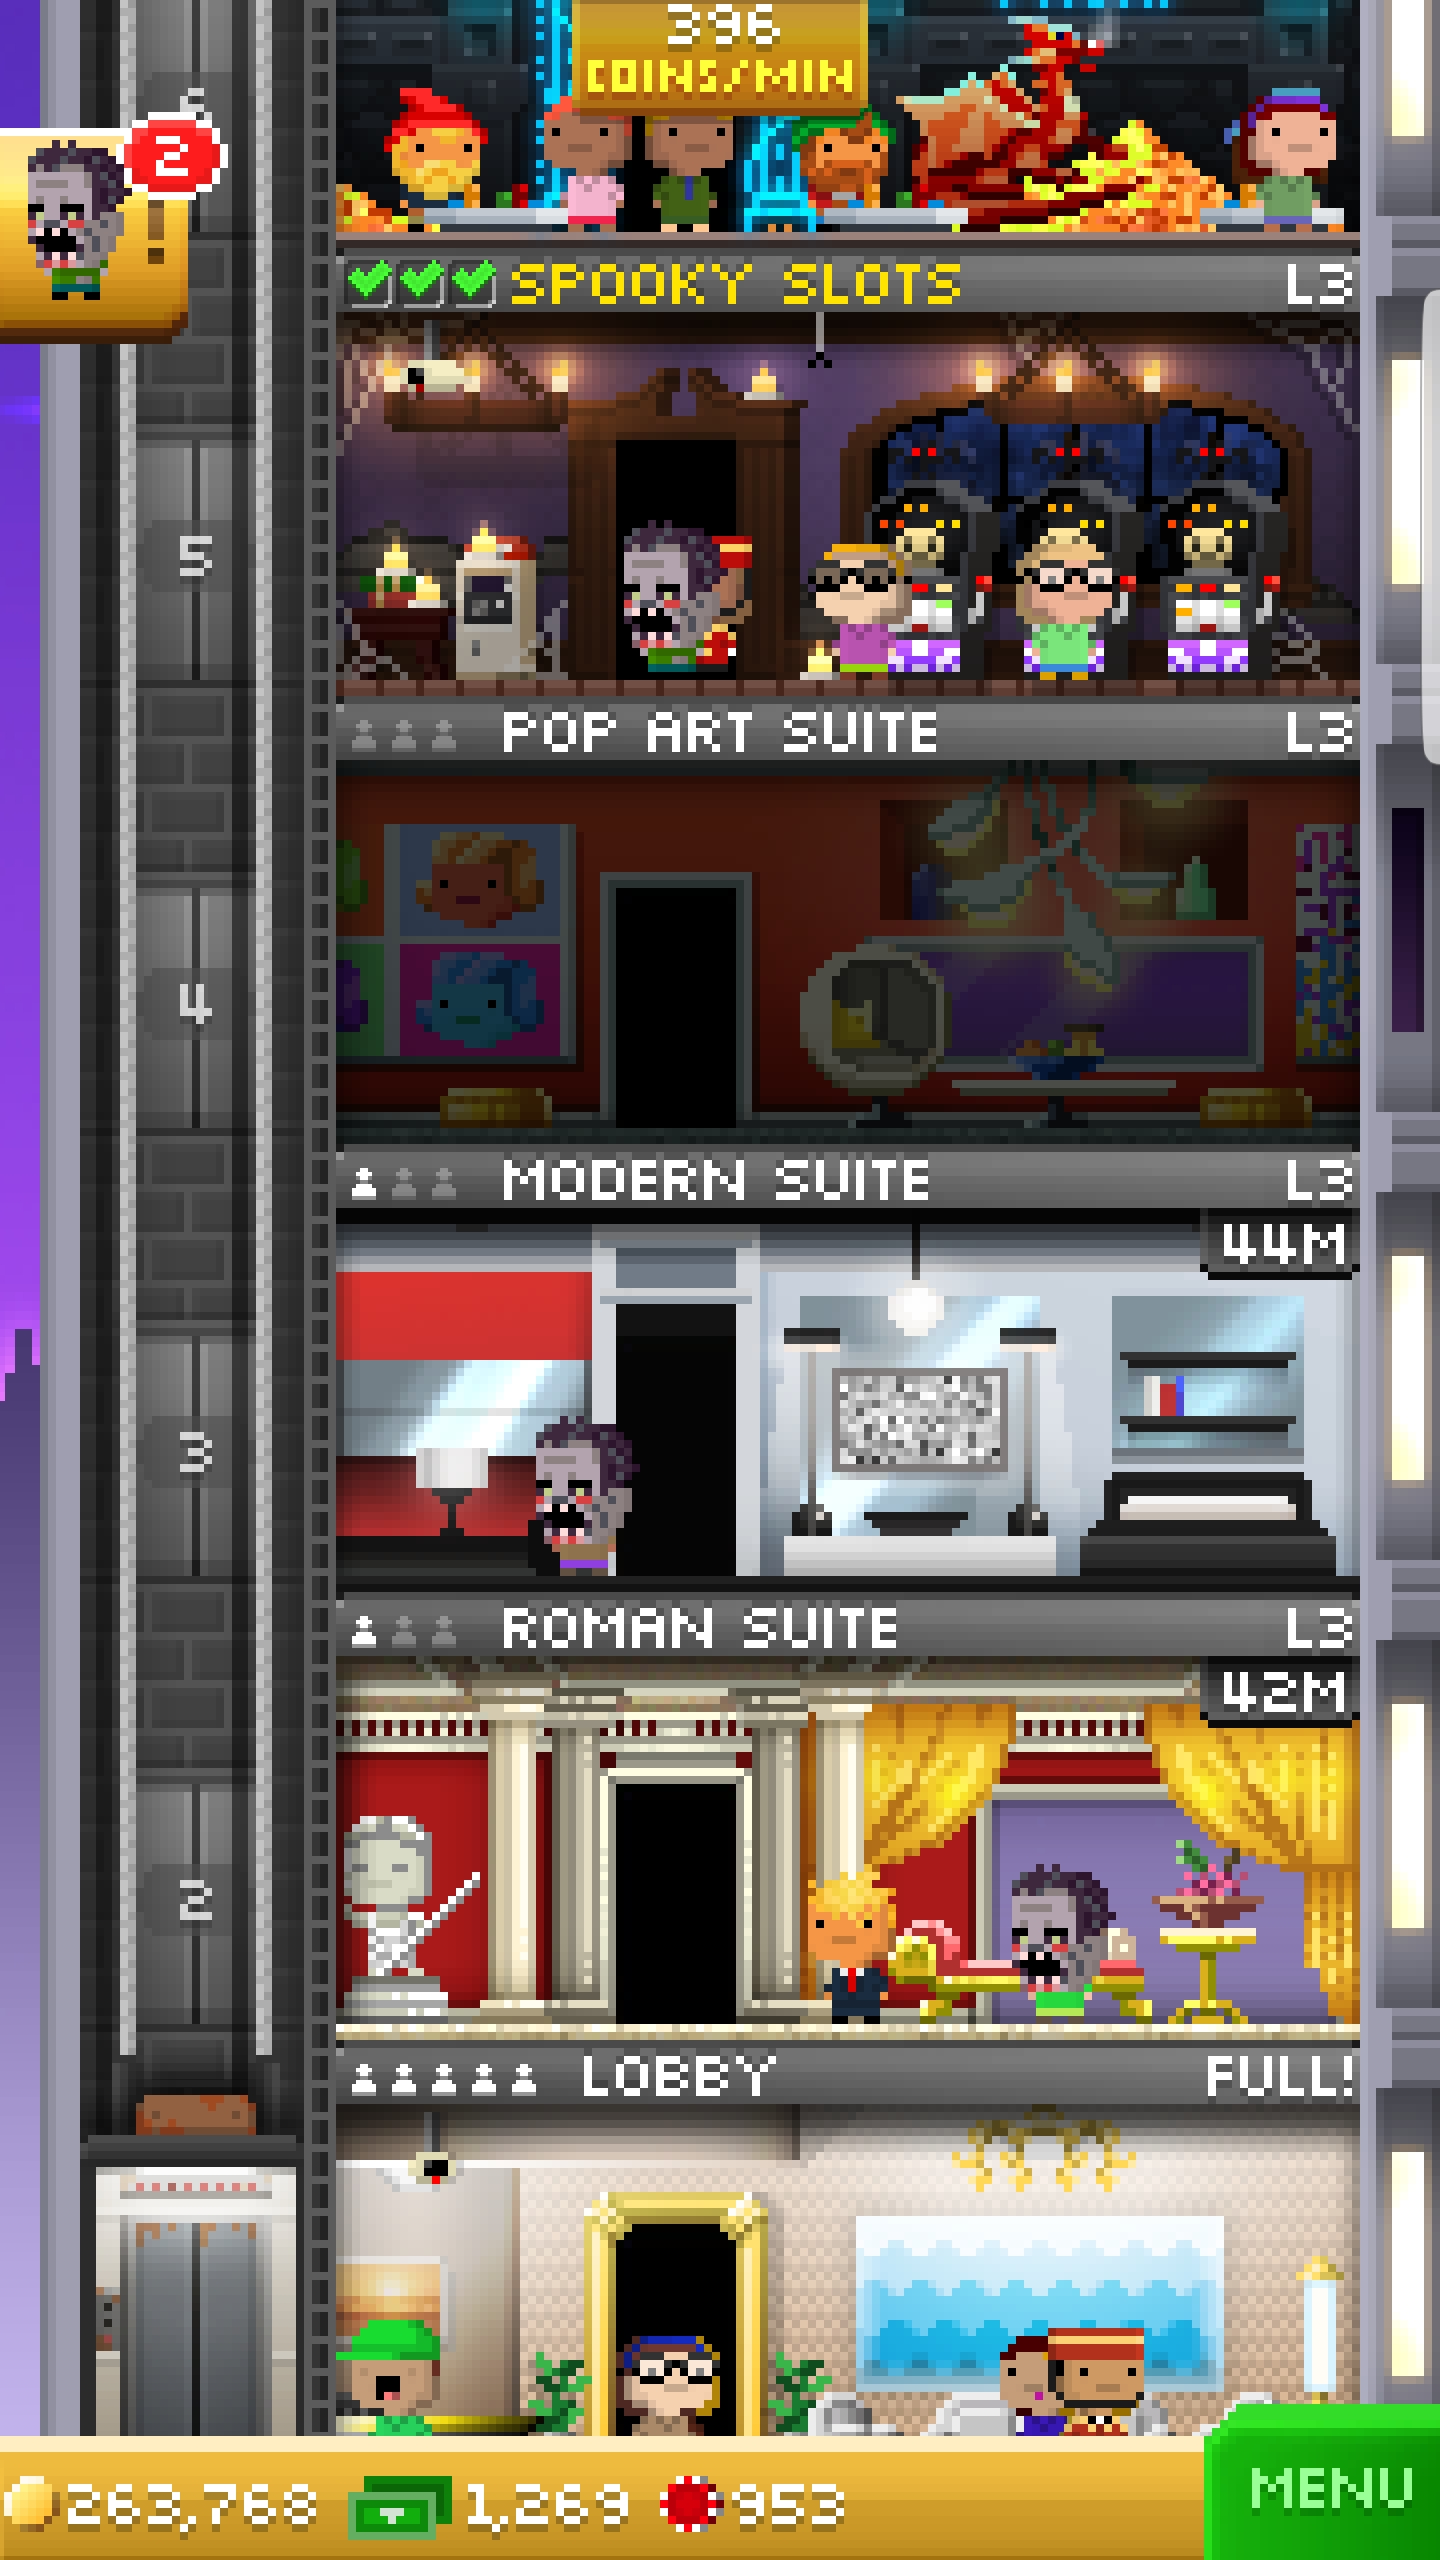 396
COINS/MIN
2
!
SPOOKY SLOTS L3
5
POP ART SUITE L3
4
MODERN SUITE L3
44M
3
ROMAN SUITE L3
42M
2
LOBBY FULL!
263,768 1,269 953
MENU